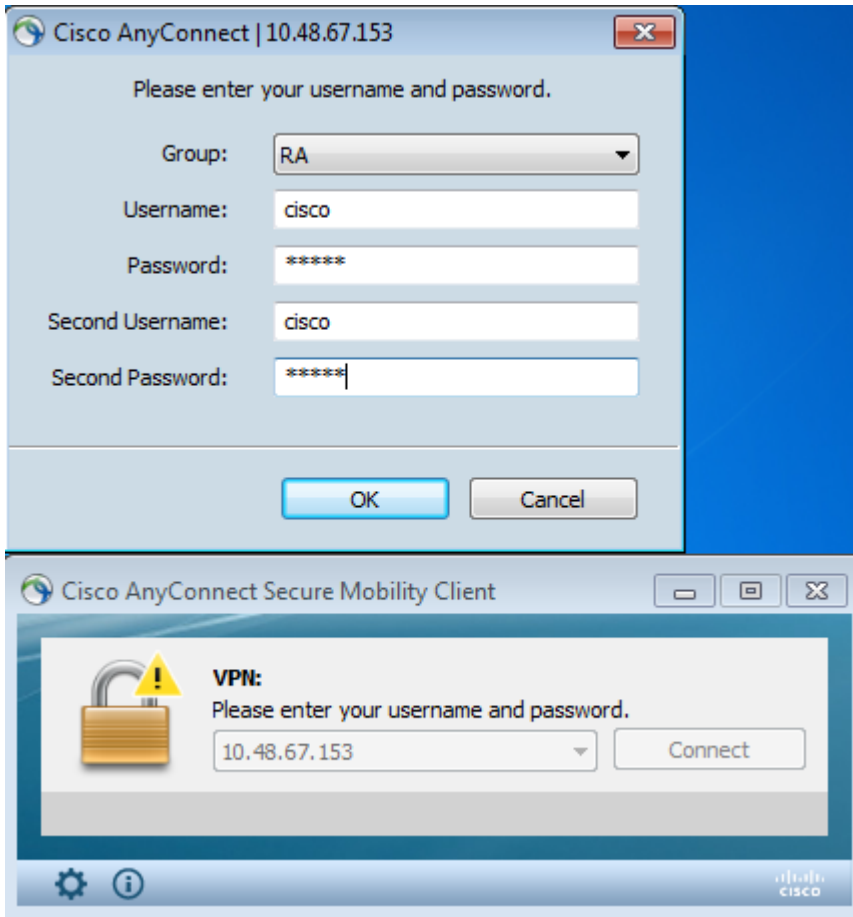 Cisco AnyConnect | 10.48.67.153
Please enter your username and password.
Group: RA
Username: cisco
Password: *****
Second Username: cisco
Second Password: *****
OK Cancel
Cisco AnyConnect Secure Mobility Client
VPN:
Please enter your username and password.
10.48.67.153 Connect
cisco